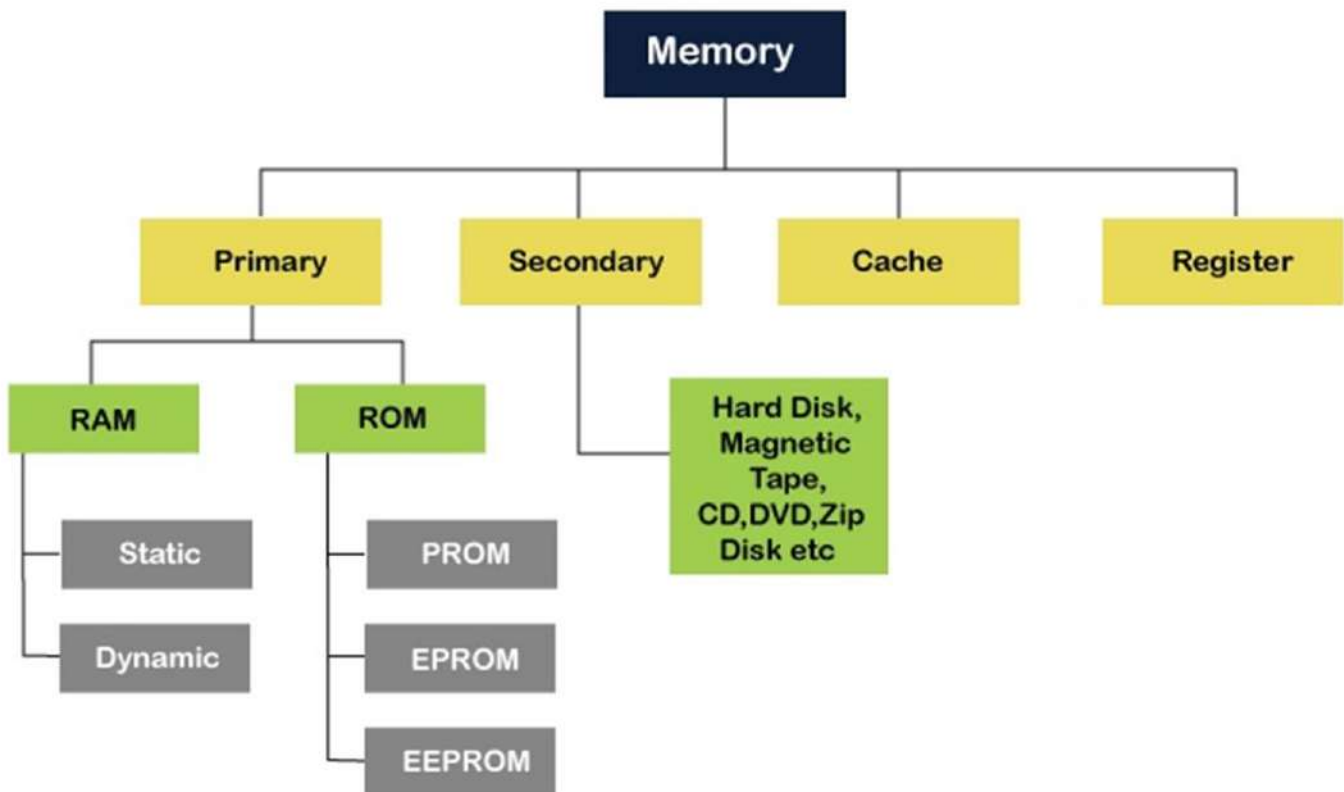 Memory
Primary
Secondary
Cache
Register
RAM
ROM
Hard Disk,
Magnetic
Tape,
CD,DVD,Zip
Disk etc
Static
PROM
Dynamic
EPROM
EEPROM